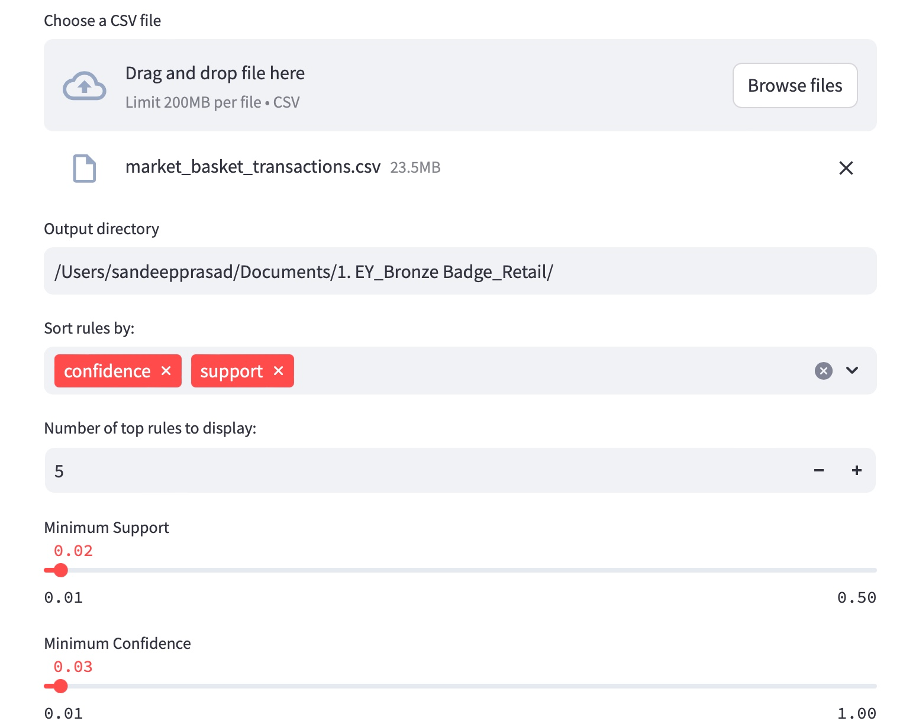 Choose a CSV file
Drag and drop file here
Limit 200MB per file • CSV
Browse files
market_basket_transactions.csv 23.5MB
Output directory
/Users/sandeepprasad/Documents/1. EY_Bronze Badge_Retail/
Sort rules by:
confidence × support ×
Number of top rules to display:
5
Minimum Support
0.02
0.01 0.50
Minimum Confidence
0.03
0.01 1.00